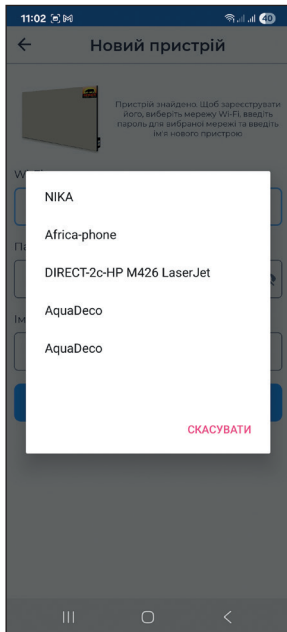 11:02
40
Новий пристрій
Пристрій знайдено. Щоб зареєструвати
його, виберіть мережу Wi-Fi, введіть
пароль для вибраної мережі та введіть
ім'я нового пристрою
NIKA
Africa-phone
DIRECT-2c-HP M426 LaserJet
AquaDeco
AquaDeco
СКАСУВАТИ